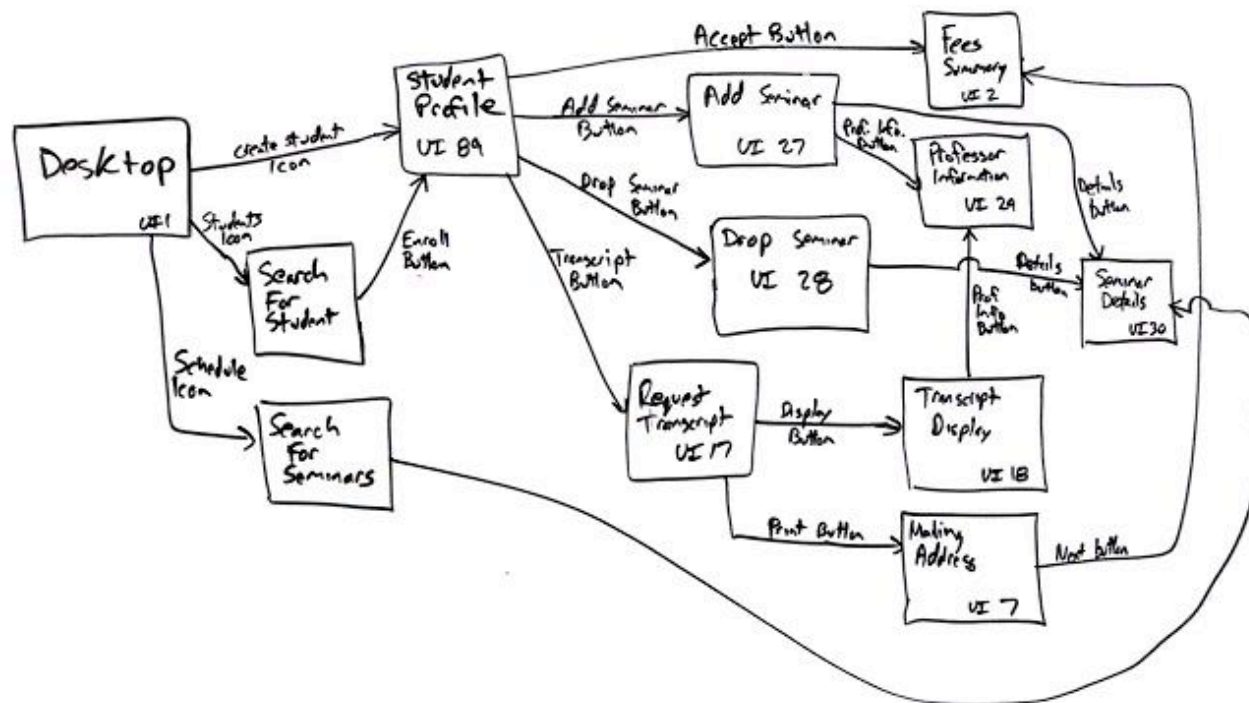 Accept Button
Fees
Summary
UI 2
Student
Profile
UI 89
Add Seminar
Button
Add Seminar
UI 27
Prof. Info.
Button
Professor
Information
UI 29
Desktop
UI 1
Create Student
Icon
Students
Icon
Drop Seminar
Button
Details
Button
Enroll
Button
Transcript
Button
Drop Seminar
UI 28
Details
Button
Seminar
Details
UI 30
Search
For
Student
Prof
Info
Button
Schedule
Icon
Search
For
Seminars
Request
Transcript
UI 17
Display
Button
Transcript
Display
UI 18
Print Button
Mailing
Address
UI 7
Next Button